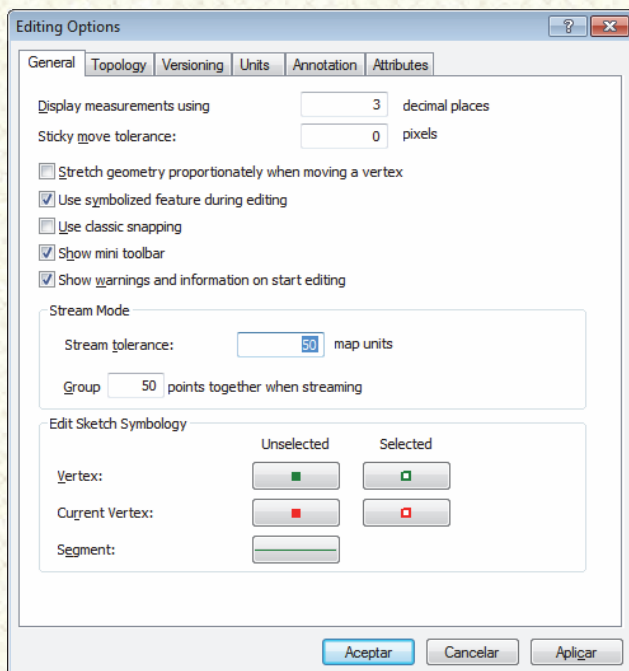 Editing Options
General Topology Versioning Units Annotation Attributes
Display measurements using 3 decimal places
Sticky move tolerance: 0 pixels
Stretch geometry proportionately when moving a vertex
Use symbolized feature during editing
Use classic snapping
Show mini toolbar
Show warnings and information on start editing
Stream Mode
Stream tolerance: 50 map units
Group 50 points together when streaming
Edit Sketch Symbology
Unselected Selected
Vertex:
Current Vertex:
Segment:
Aceptar Cancelar Aplicar